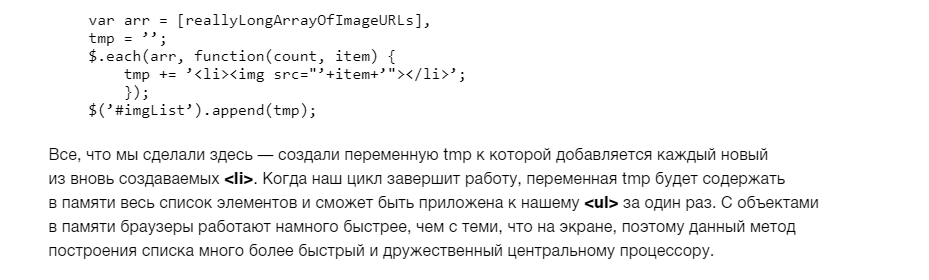 var arr = [reallyLongArrayOfImageURLs],
tmp = ’’;
$.each(arr, function(count, item) {
tmp += ’<li><img src="’+item+’"></li>’;
});
$(’#imgList’).append(tmp);
Все, что мы сделали здесь — создали переменную tmp к которой добавляется каждый новый
из вновь создаваемых <li>. Когда наш цикл завершит работу, переменная tmp будет содержать
в памяти весь список элементов и сможет быть приложена к нашему <ul> за один раз. С объектами
в памяти браузеры работают намного быстрее, чем с теми, что на экране, поэтому данный метод
построения списка много более быстрый и дружественный центральному процессору.